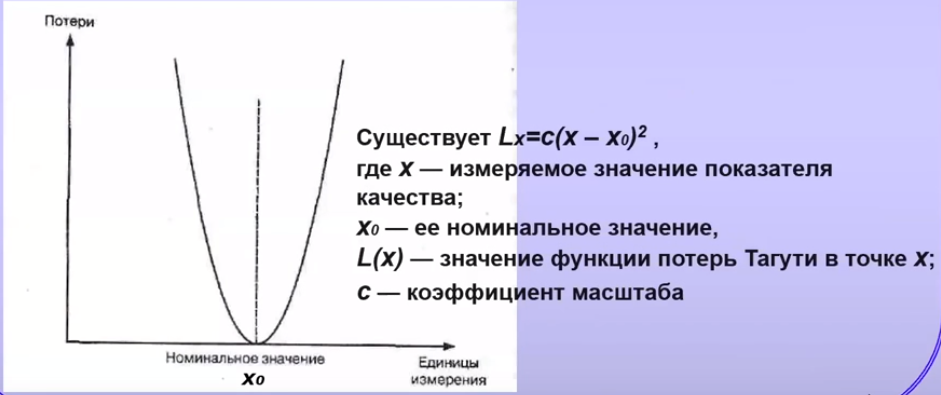 Потери
Существует Lx=c(x – x₀)² ,
где x — измеряемое значение показателя
качества;
x₀ — ее номинальное значение,
L(x) — значение функции потерь Тагути в точке x;
c — коэффициент масштаба
Номинальное значение
x₀
Единицы
измерения